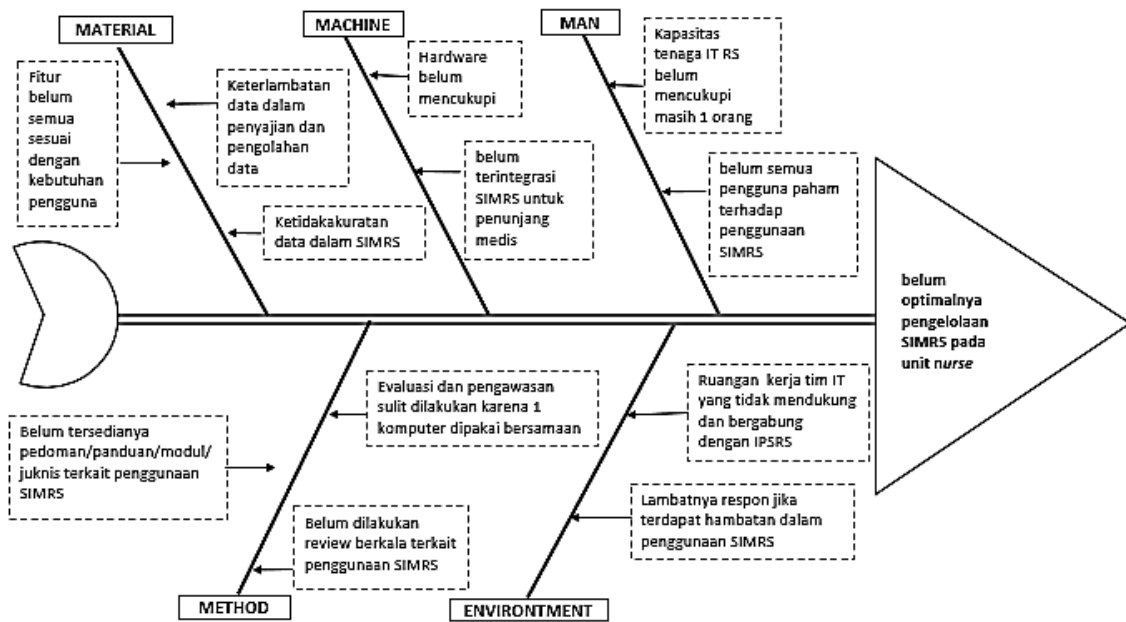 MATERIAL
MACHINE
MAN
Fitur
belum
semua
sesuai
dengan
kebutuhan
pengguna
Keterlambatan
data dalam
penyajian dan
pengolahan
data
Ketidakakuratan
data dalam SIMRS
Hardware
belum
mencukupi
belum
terintegrasi
SIMRS untuk
penunjang
medis
Kapasitas
tenaga IT RS
belum
mencukupi
masih 1 orang
belum semua
pengguna paham
terhadap
penggunaan
SIMRS
belum
optimalnya
pengelolaan
SIMRS pada
unit nurse
Belum tersedianya
pedoman/panduan/modul/
juknis terkait penggunaan
SIMRS
Evaluasi dan pengawasan
sulit dilakukan karena 1
komputer dipakai bersamaan
Belum dilakukan
review berkala terkait
penggunaan SIMRS
Ruangan kerja tim IT
yang tidak mendukung
dan bergabung
dengan IPSRS
Lambatnya respon jika
terdapat hambatan dalam
penggunaan SIMRS
METHOD
ENVIRONTMENT